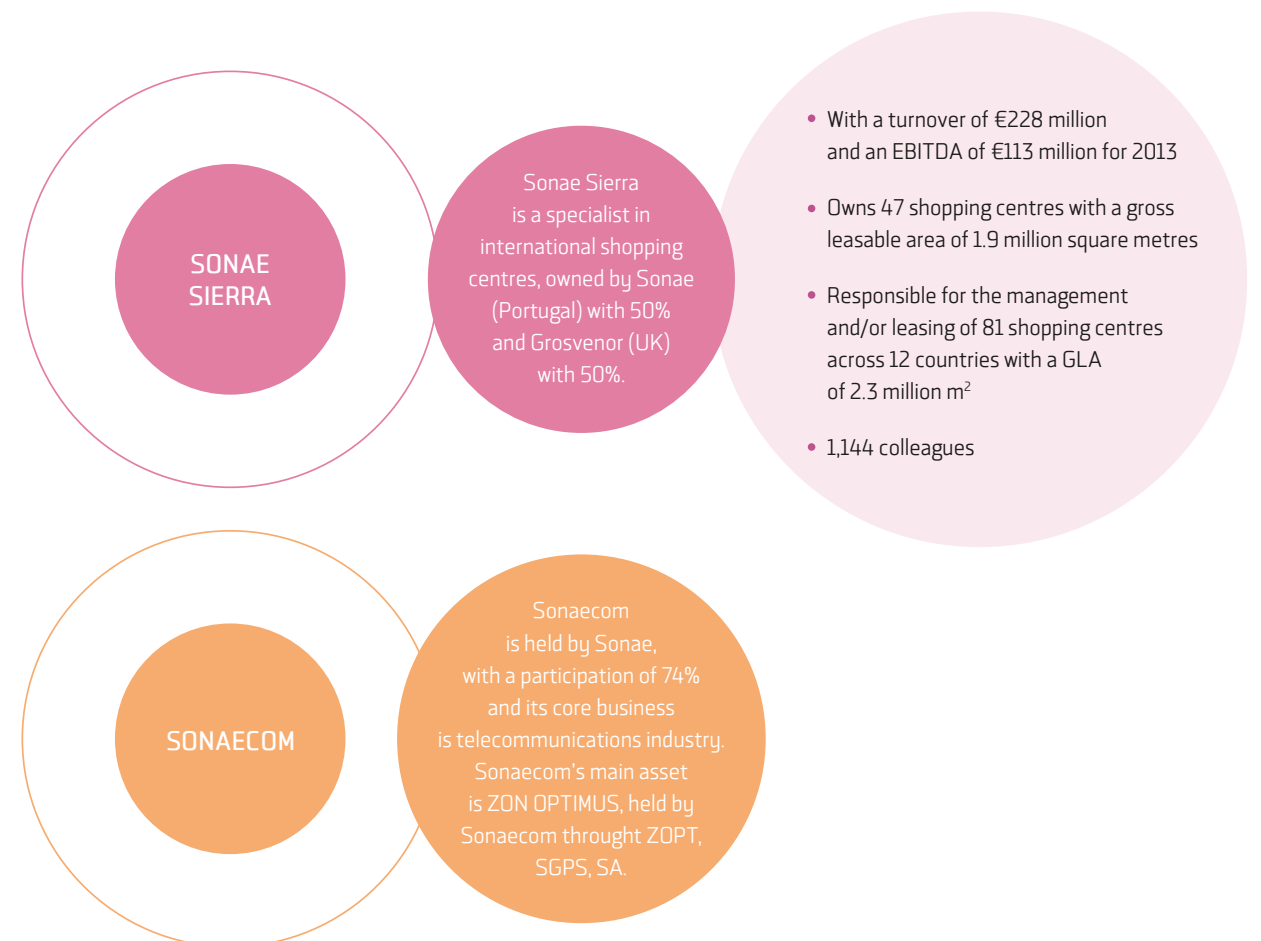 SONAE
SIERRA
Sonae Sierra
is a specialist in
international shopping
centres, owned by Sonae
(Portugal) with 50%
and Grosvenor (UK)
with 50%.
• With a turnover of €228 million
and an EBITDA of €113 million for 2013
• Owns 47 shopping centres with a gross
leasable area of 1.9 million square metres
• Responsible for the management
and/or leasing of 81 shopping centres
across 12 countries with a GLA
of 2.3 million m²
• 1,144 colleagues
SONAECOM
Sonaecom
is held by Sonae,
with a participation of 74%
and its core business
is telecommunications industry.
Sonaecom's main asset
is ZON OPTIMUS, held by
Sonaecom throught ZOPT,
SGPS, SA.